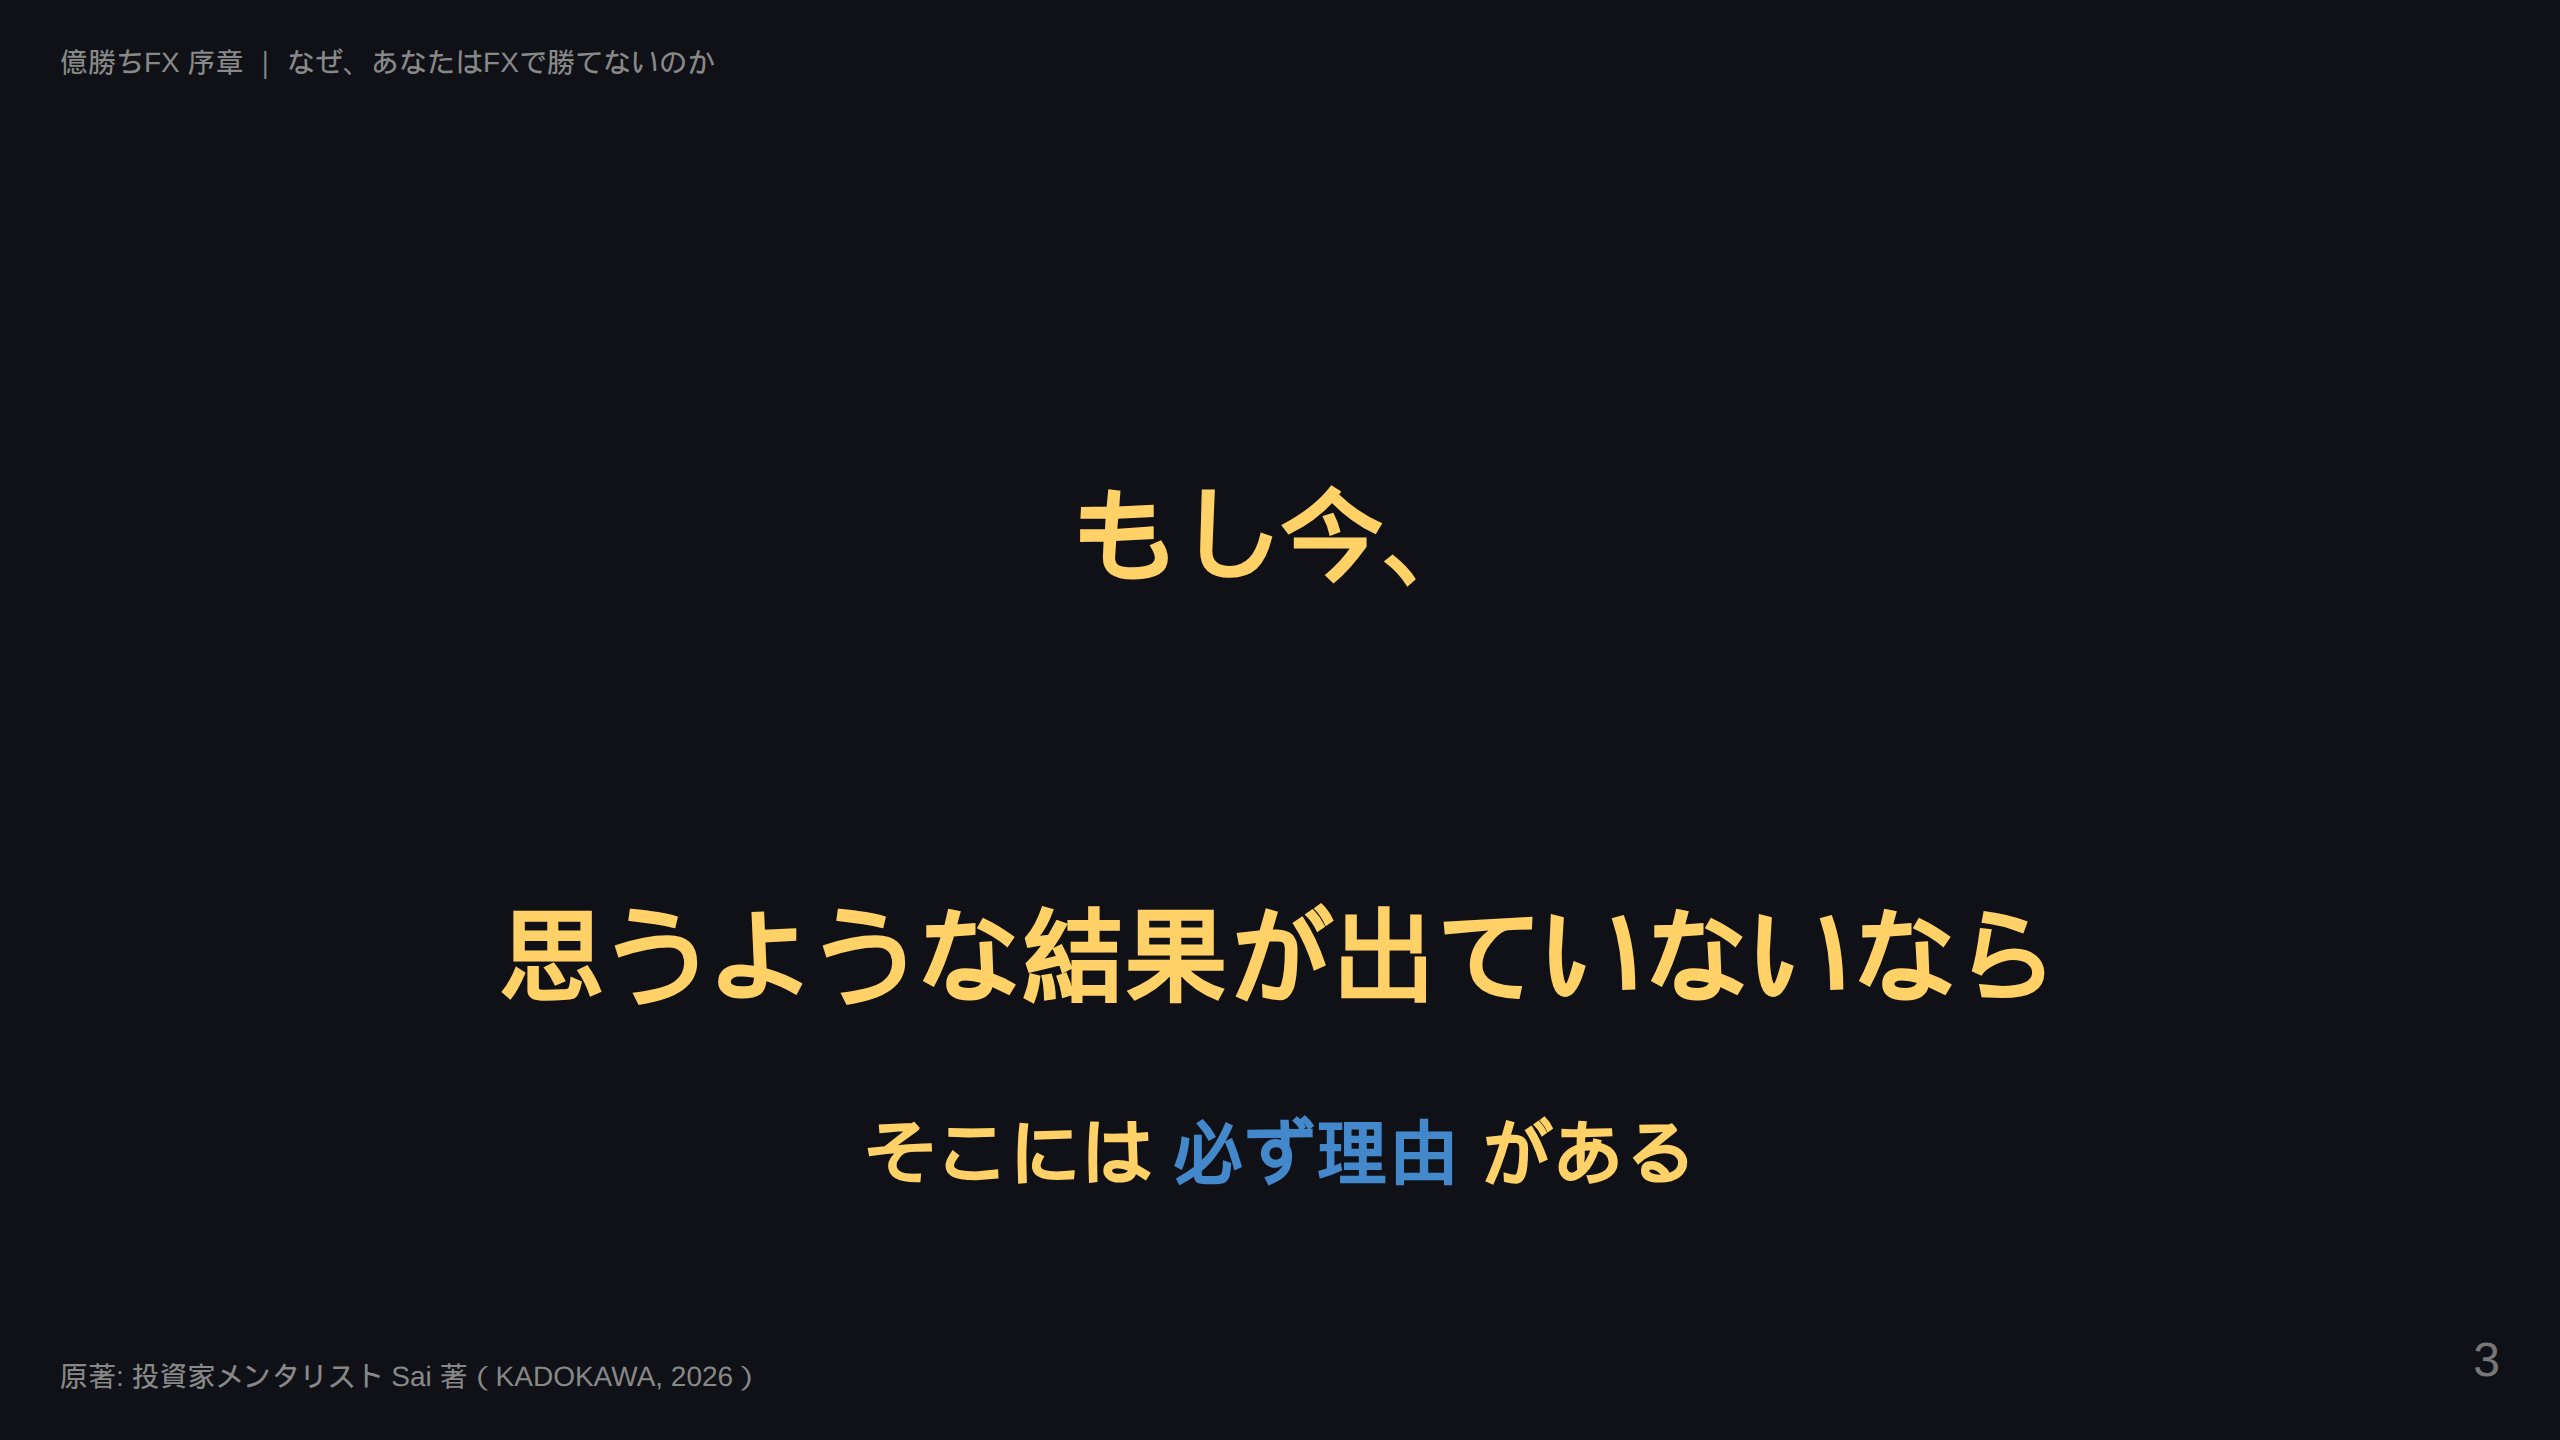 億勝ちFX 序章 ｜ なぜ、あなたはFXで勝てないのか
もし今、
思うような結果が出ていないなら
そこには 必ず理由 がある
原著: 投資家メンタリスト Sai 著（KADOKAWA, 2026）
3